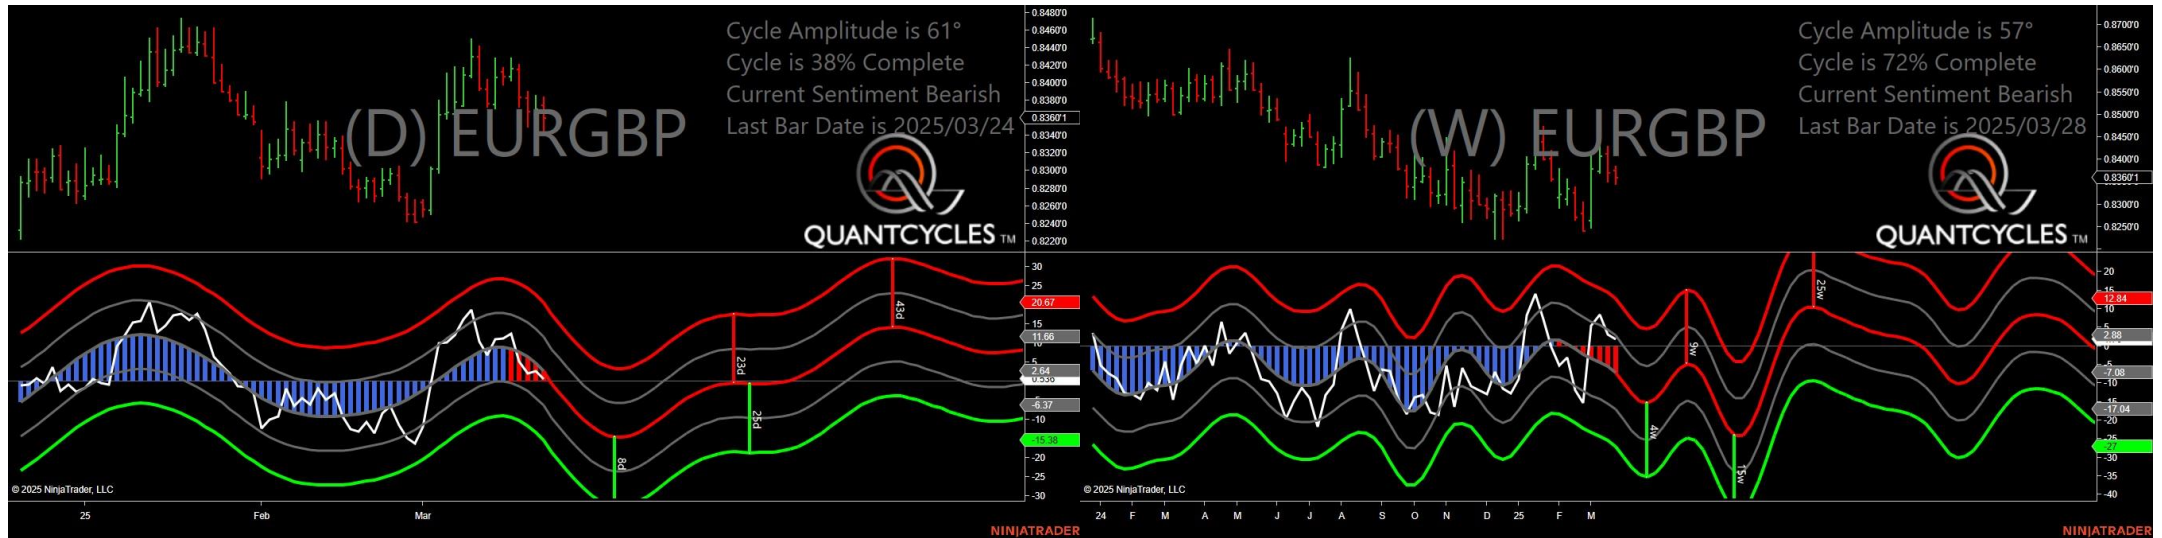 Cycle Amplitude is 61°
Cycle is 38% Complete
Current Sentiment Bearish
Last Bar Date is 2025/03/24
(D) EURGBP
QUANTCYCLES TM
0.8480'0
0.8460'0
0.8440'0
0.8420'0
0.8400'0
0.8380'0
0.8360'1
0.8340'0
0.8320'0
0.8300'0
0.8280'0
0.8260'0
0.8240'0
0.8220'0
30
25
20.67
15
11.66
10
5
2.64
0.536
-6.37
-10
-15.38
-20
-25
-30
8d
23d
25d
43d
© 2025 NinjaTrader, LLC
25 Feb Mar
NINJATRADER
Cycle Amplitude is 57°
Cycle is 72% Complete
Current Sentiment Bearish
Last Bar Date is 2025/03/28
(W) EURGBP
QUANTCYCLES TM
0.8700'0
0.8650'0
0.8600'0
0.8550'0
0.8500'0
0.8450'0
0.8400'0
0.8360'1
0.8300'0
0.8250'0
20
15
12.84
10
5
2.88
-5
-7.08
-10
-17.04
-20
-25
-27
-30
-35
-40
4w
9w
15w
25w
© 2025 NinjaTrader, LLC
24 F M A M J J A S O N D 25 F M
NINJATRADER